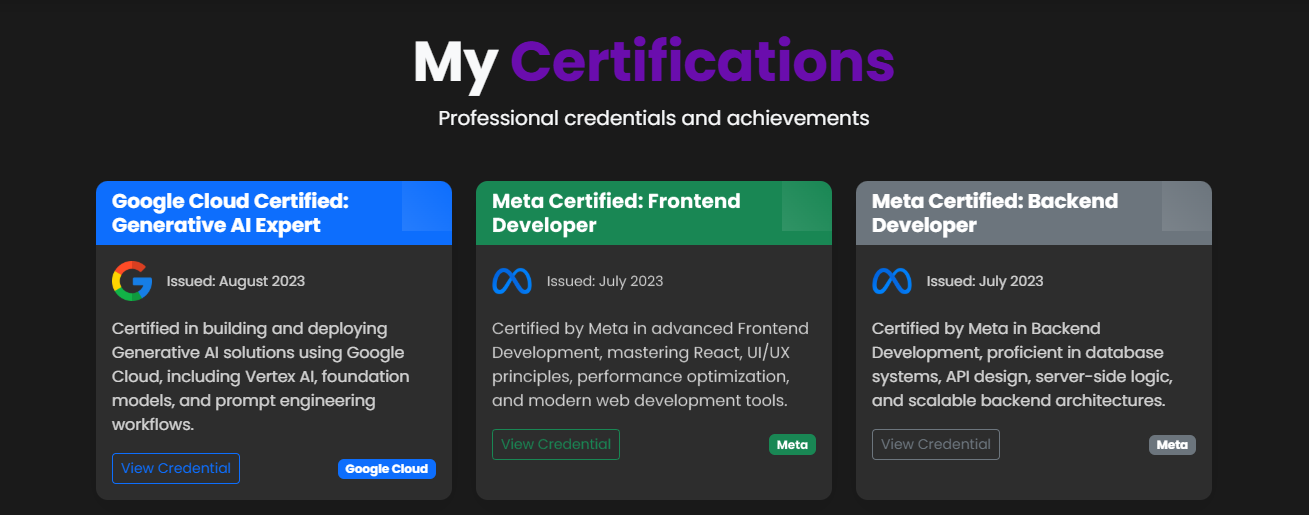 My Certifications
Professional credentials and achievements
Google Cloud Certified:
Generative AI Expert
Issued: August 2023
Certified in building and deploying
Generative AI solutions using Google
Cloud, including Vertex AI, foundation
models, and prompt engineering
workflows.
View Credential
Google Cloud
Meta Certified: Frontend
Developer
Issued: July 2023
Certified by Meta in advanced Frontend
Development, mastering React, UI/UX
principles, performance optimization,
and modern web development tools.
View Credential
Meta
Meta Certified: Backend
Developer
Issued: July 2023
Certified by Meta in Backend
Development, proficient in database
systems, API design, server-side logic,
and scalable backend architectures.
View Credential
Meta